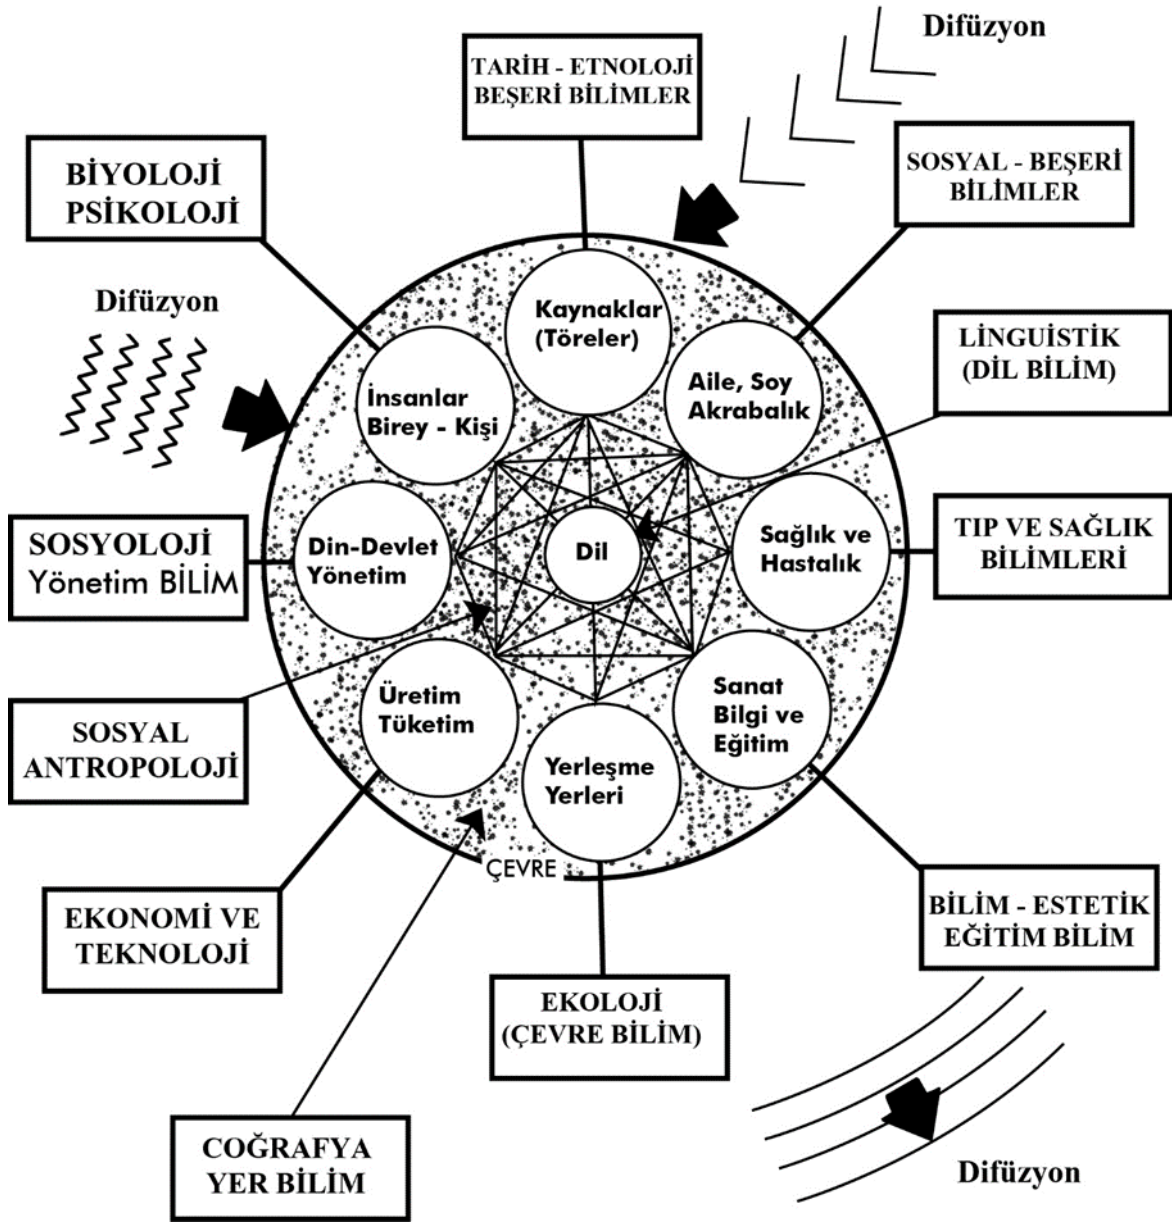 Difüzyon
TARİH - ETNOLOJİ
BEŞERİ BİLİMLER
BİYOLOJİ
PSİKOLOJİ
SOSYAL - BEŞERİ
BİLİMLER
Difüzyon
Kaynaklar
(Töreler)
LİNGUİSTİK
(DİL BİLİM)
İnsanlar
Birey - Kişi
Aile, Soy
Akrabalık
SOSYOLOJİ
Yönetim BİLİM
Din-Devlet
Yönetim
Dil
Sağlık ve
Hastalık
TIP VE SAĞLIK
BİLİMLERİ
SOSYAL
ANTROPOLOJİ
Üretim
Tüketim
Yerleşme
Yerleri
Sanat
Bilgi ve
Eğitim
ÇEVRE
EKONOMİ VE
TEKNOLOJİ
BİLİM - ESTETİK
EĞİTİM BİLİM
EKOLOJİ
(ÇEVRE BİLİM)
COĞRAFYA
YER BİLİM
Difüzyon